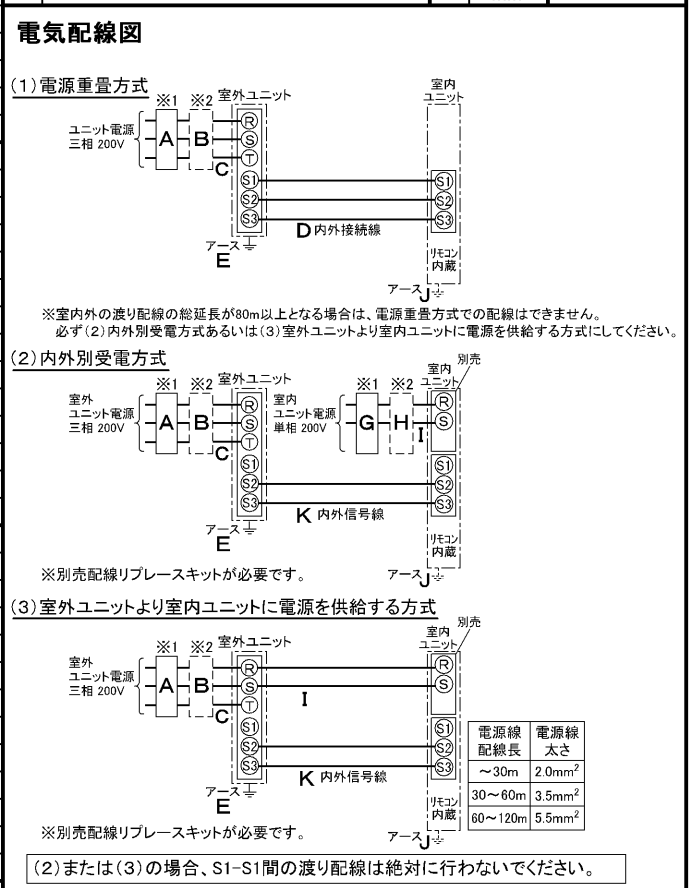 電気配線図
(1)電源重畳方式
※1 ※2 室外ユニット
室内
ユニット
ユニット電源
三相 200V
A B C
R
S
T
S1
S2
S3
S1
S2
S3
D 内外接続線
アース
E
リモコン
内蔵
アース J
※室内外の渡り配線の総延長が80m以上となる場合は、電源重畳方式での配線はできません。
必ず(2)内外別受電方式あるいは(3)室外ユニットより室内ユニットに電源を供給する方式にしてください。
(2)内外別受電方式
※1 ※2 室外ユニット
※1 ※2
室内
ユニット
別売
室外
ユニット電源
三相 200V
A B C
R
S
T
S1
S2
S3
室内
ユニット電源
単相 200V
G H I
R
S
S1
S2
S3
K 内外信号線
アース
E
リモコン
内蔵
アース J
※別売配線リプレースキットが必要です。
(3)室外ユニットより室内ユニットに電源を供給する方式
※1 ※2 室外ユニット
室内
ユニット
別売
室外
ユニット電源
三相 200V
A B C
R
S
T
S1
S2
S3
I
R
S
S1
S2
S3
K 内外信号線
アース
E
リモコン
内蔵
アース J
電源線配線長 電源線太さ
～30m 2.0mm²
30～60m 3.5mm²
60～120m 5.5mm²
※別売配線リプレースキットが必要です。
(2)または(3)の場合、S1-S1間の渡り配線は絶対に行わないでください。